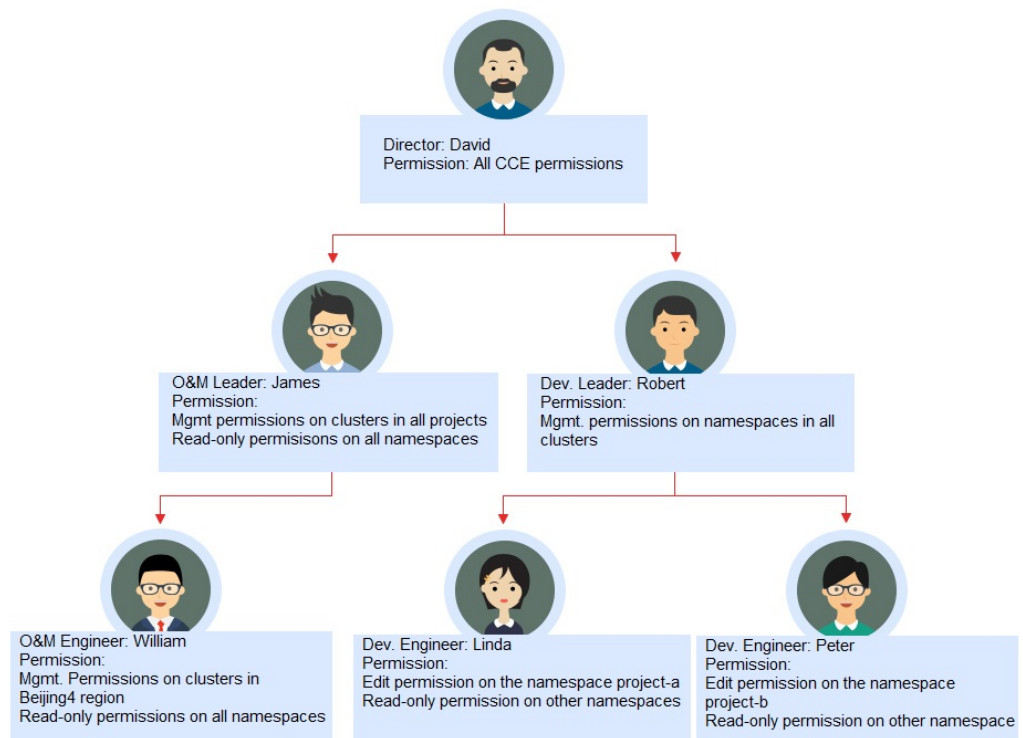 Director: David
Permission: All CCE permissions
O&M Leader: James
Permission:
Mgmt permissions on clusters in all projects
Read-only permisisons on all namespaces
Dev. Leader: Robert
Permission:
Mgmt. permissions on namespaces in all
clusters
O&M Engineer: William
Permission:
Mgmt. Permissions on clusters in
Beijing4 region
Read-only permissions on all namespaces
Dev. Engineer: Linda
Permission:
Edit permission on the namespace project-a
Read-only permission on other namespaces
Dev. Engineer: Peter
Permission:
Edit permission on the namespace
project-b
Read-only permission on other namespace